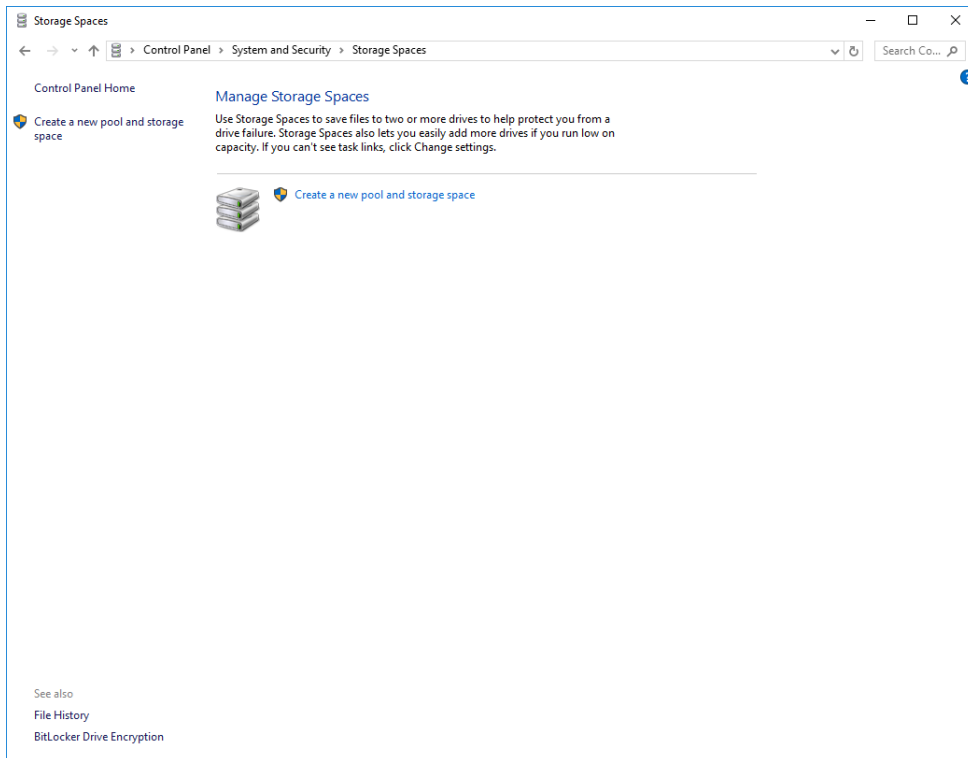 Storage Spaces
Control Panel > System and Security > Storage Spaces
Search Co...
Control Panel Home
Create a new pool and storage
space
Manage Storage Spaces
Use Storage Spaces to save files to two or more drives to help protect you from a
drive failure. Storage Spaces also lets you easily add more drives if you run low on
capacity. If you can't see task links, click Change settings.
Create a new pool and storage space
See also
File History
BitLocker Drive Encryption